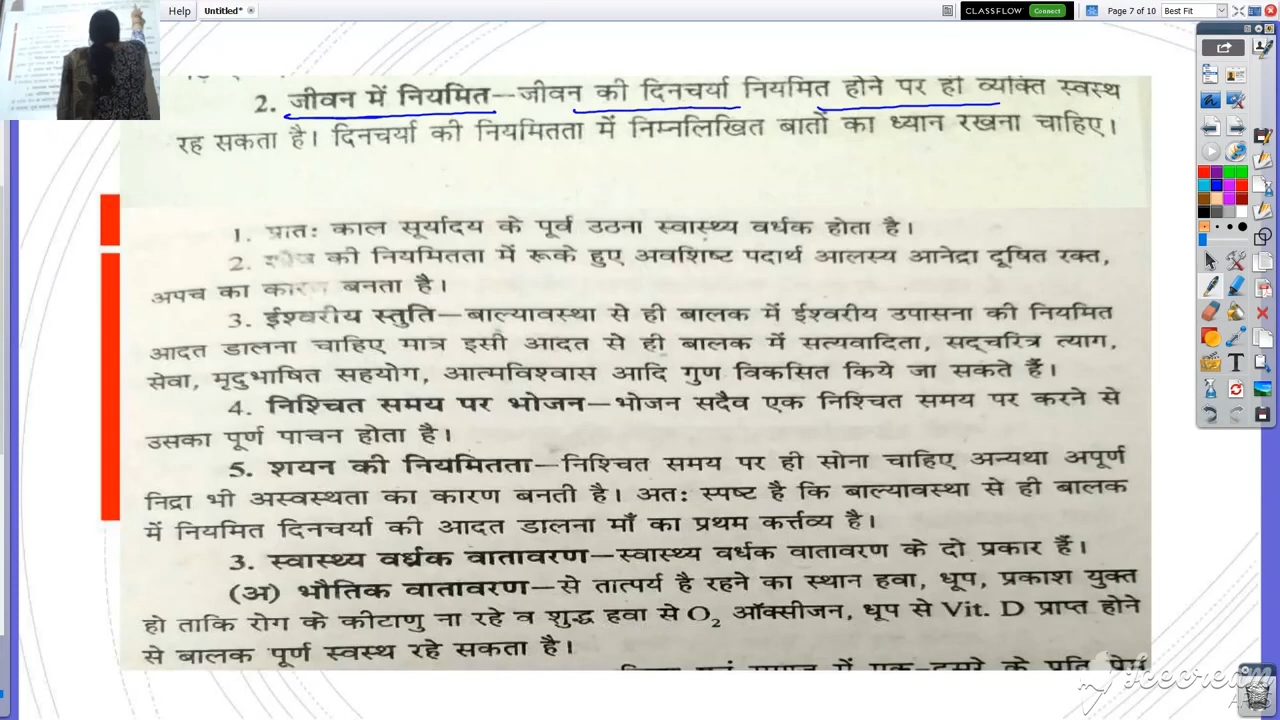 Help Untitled* CLASSFLOW Connect Page 7 of 10 Best Fit
2. जीवन में नियमित—जीवन की दिनचर्या नियमित होने पर ही व्यक्ति स्वस्थ
रह सकता है। दिनचर्या की नियमितता में निम्नलिखित बातों का ध्यान रखना चाहिए।
1. प्रातः काल सूर्यादय के पूर्व उठना स्वास्थ्य वर्धक होता है।
2. की नियमितता में रूके हुए अवशिष्ट पदार्थ आलस्य आनेद्रा दूषित रक्त,
अपच का कारण बनता है।
3. ईश्वरीय स्तुति—बाल्यावस्था से ही बालक में ईश्वरीय उपासना की नियमित
आदत डालना चाहिए मात्र इसी आदत से ही बालक में सत्यवादिता, सद्चरित्र त्याग,
सेवा, मृदुभाषित सहयोग, आत्मविश्वास आदि गुण विकसित किये जा सकते हैं।
4. निश्चित समय पर भोजन—भोजन सदैव एक निश्चित समय पर करने से
उसका पूर्ण पाचन होता है।
5. शयन की नियमितता—निश्चित समय पर ही सोना चाहिए अन्यथा अपूर्ण
निद्रा भी अस्वस्थता का कारण बनती है। अतः स्पष्ट है कि बाल्यावस्था से ही बालक
में नियमित दिनचर्या की आदत डालना माँ का प्रथम कर्त्तव्य है।
3. स्वास्थ्य वर्धक वातावरण—स्वास्थ्य वर्धक वातावरण के दो प्रकार हैं।
(अ) भौतिक वातावरण—से तात्पर्य है रहने का स्थान हवा, धूप, प्रकाश युक्त
हो ताकि रोग के कीटाणु ना रहे व शुद्ध हवा से O₂ ऑक्सीजन, धूप से Vit. D प्राप्त होने
से बालक पूर्ण स्वस्थ रहे सकता है।
में एक-दूसरे के प्रति प्रेम
Icecream
APPS